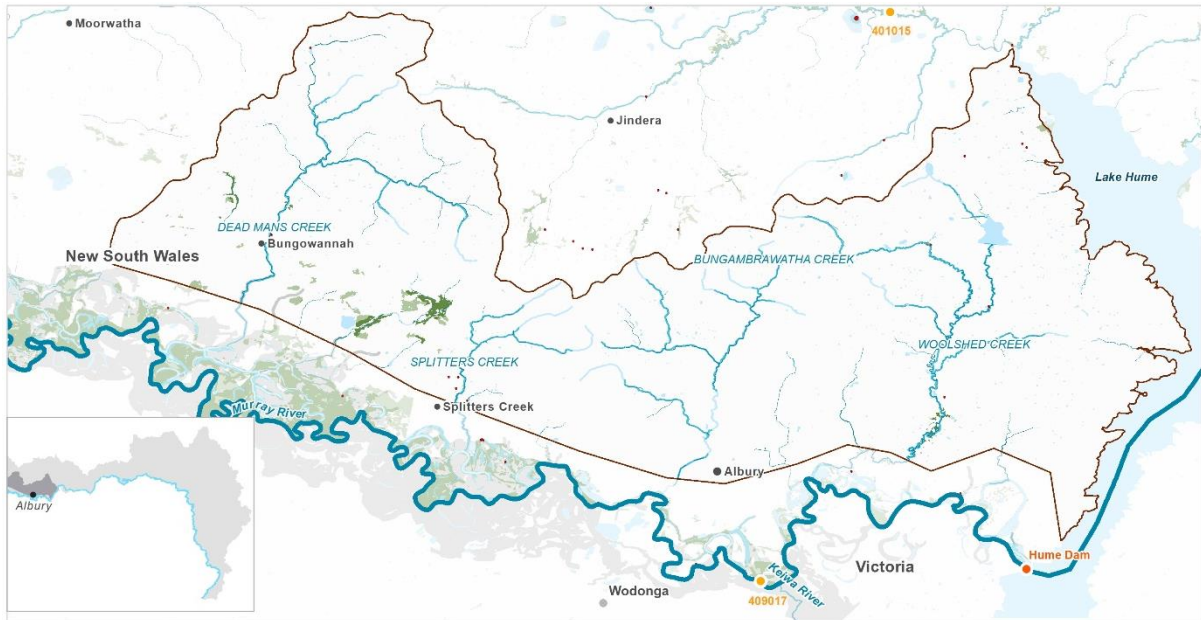 Moorwatha
401015
Jindera
Lake Hume
DEAD MANS CREEK
Bungowannah
New South Wales
BUNGAMBRAWATHA CREEK
SPLITTERS CREEK
WOOLSHED CREEK
Murray River
Splitters Creek
Albury
Albury
Hume Dam
Victoria
Keiwa River
Wodonga
409017